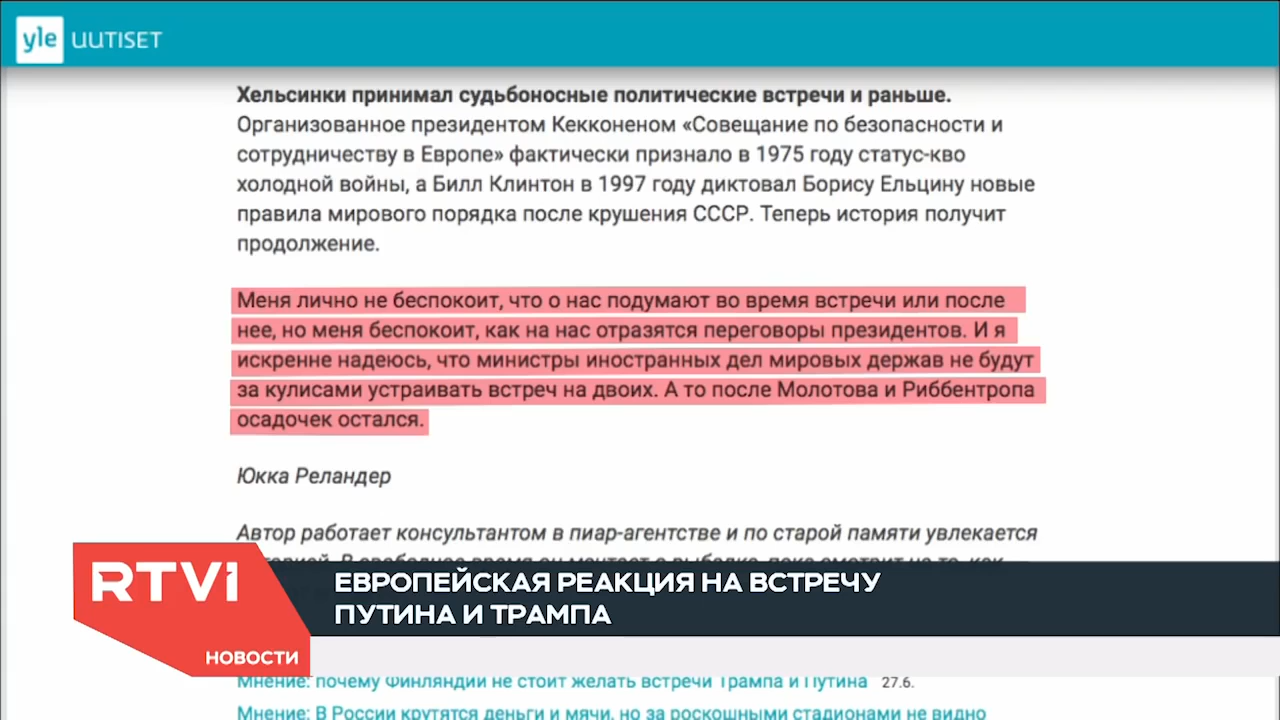 yle UUTISET
Хельсинки принимал судьбоносные политические встречи и раньше.
Организованное президентом Кекконеном «Совещание по безопасности и
сотрудничеству в Европе» фактически признало в 1975 году статус-кво
холодной войны, а Билл Клинтон в 1997 году диктовал Борису Ельцину новые
правила мирового порядка после крушения СССР. Теперь история получит
продолжение.
Меня лично не беспокоит, что о нас подумают во время встречи или после
нее, но меня беспокоит, как на нас отразятся переговоры президентов. И я
искренне надеюсь, что министры иностранных дел мировых держав не будут
за кулисами устраивать встреч на двоих. А то после Молотова и Риббентропа
осадочек остался.
Юкка Реландер
Автор работает консультантом в пиар-агентстве и по старой памяти увлекается
RTVI
НОВОСТИ
ЕВРОПЕЙСКАЯ РЕАКЦИЯ НА ВСТРЕЧУ
ПУТИНА И ТРАМПА
Мнение: почему Финляндии не стоит желать встречи Трампа и Путина 27.6.
Мнение: В России крутятся деньги и мячи, но за роскошными стадионами не видно